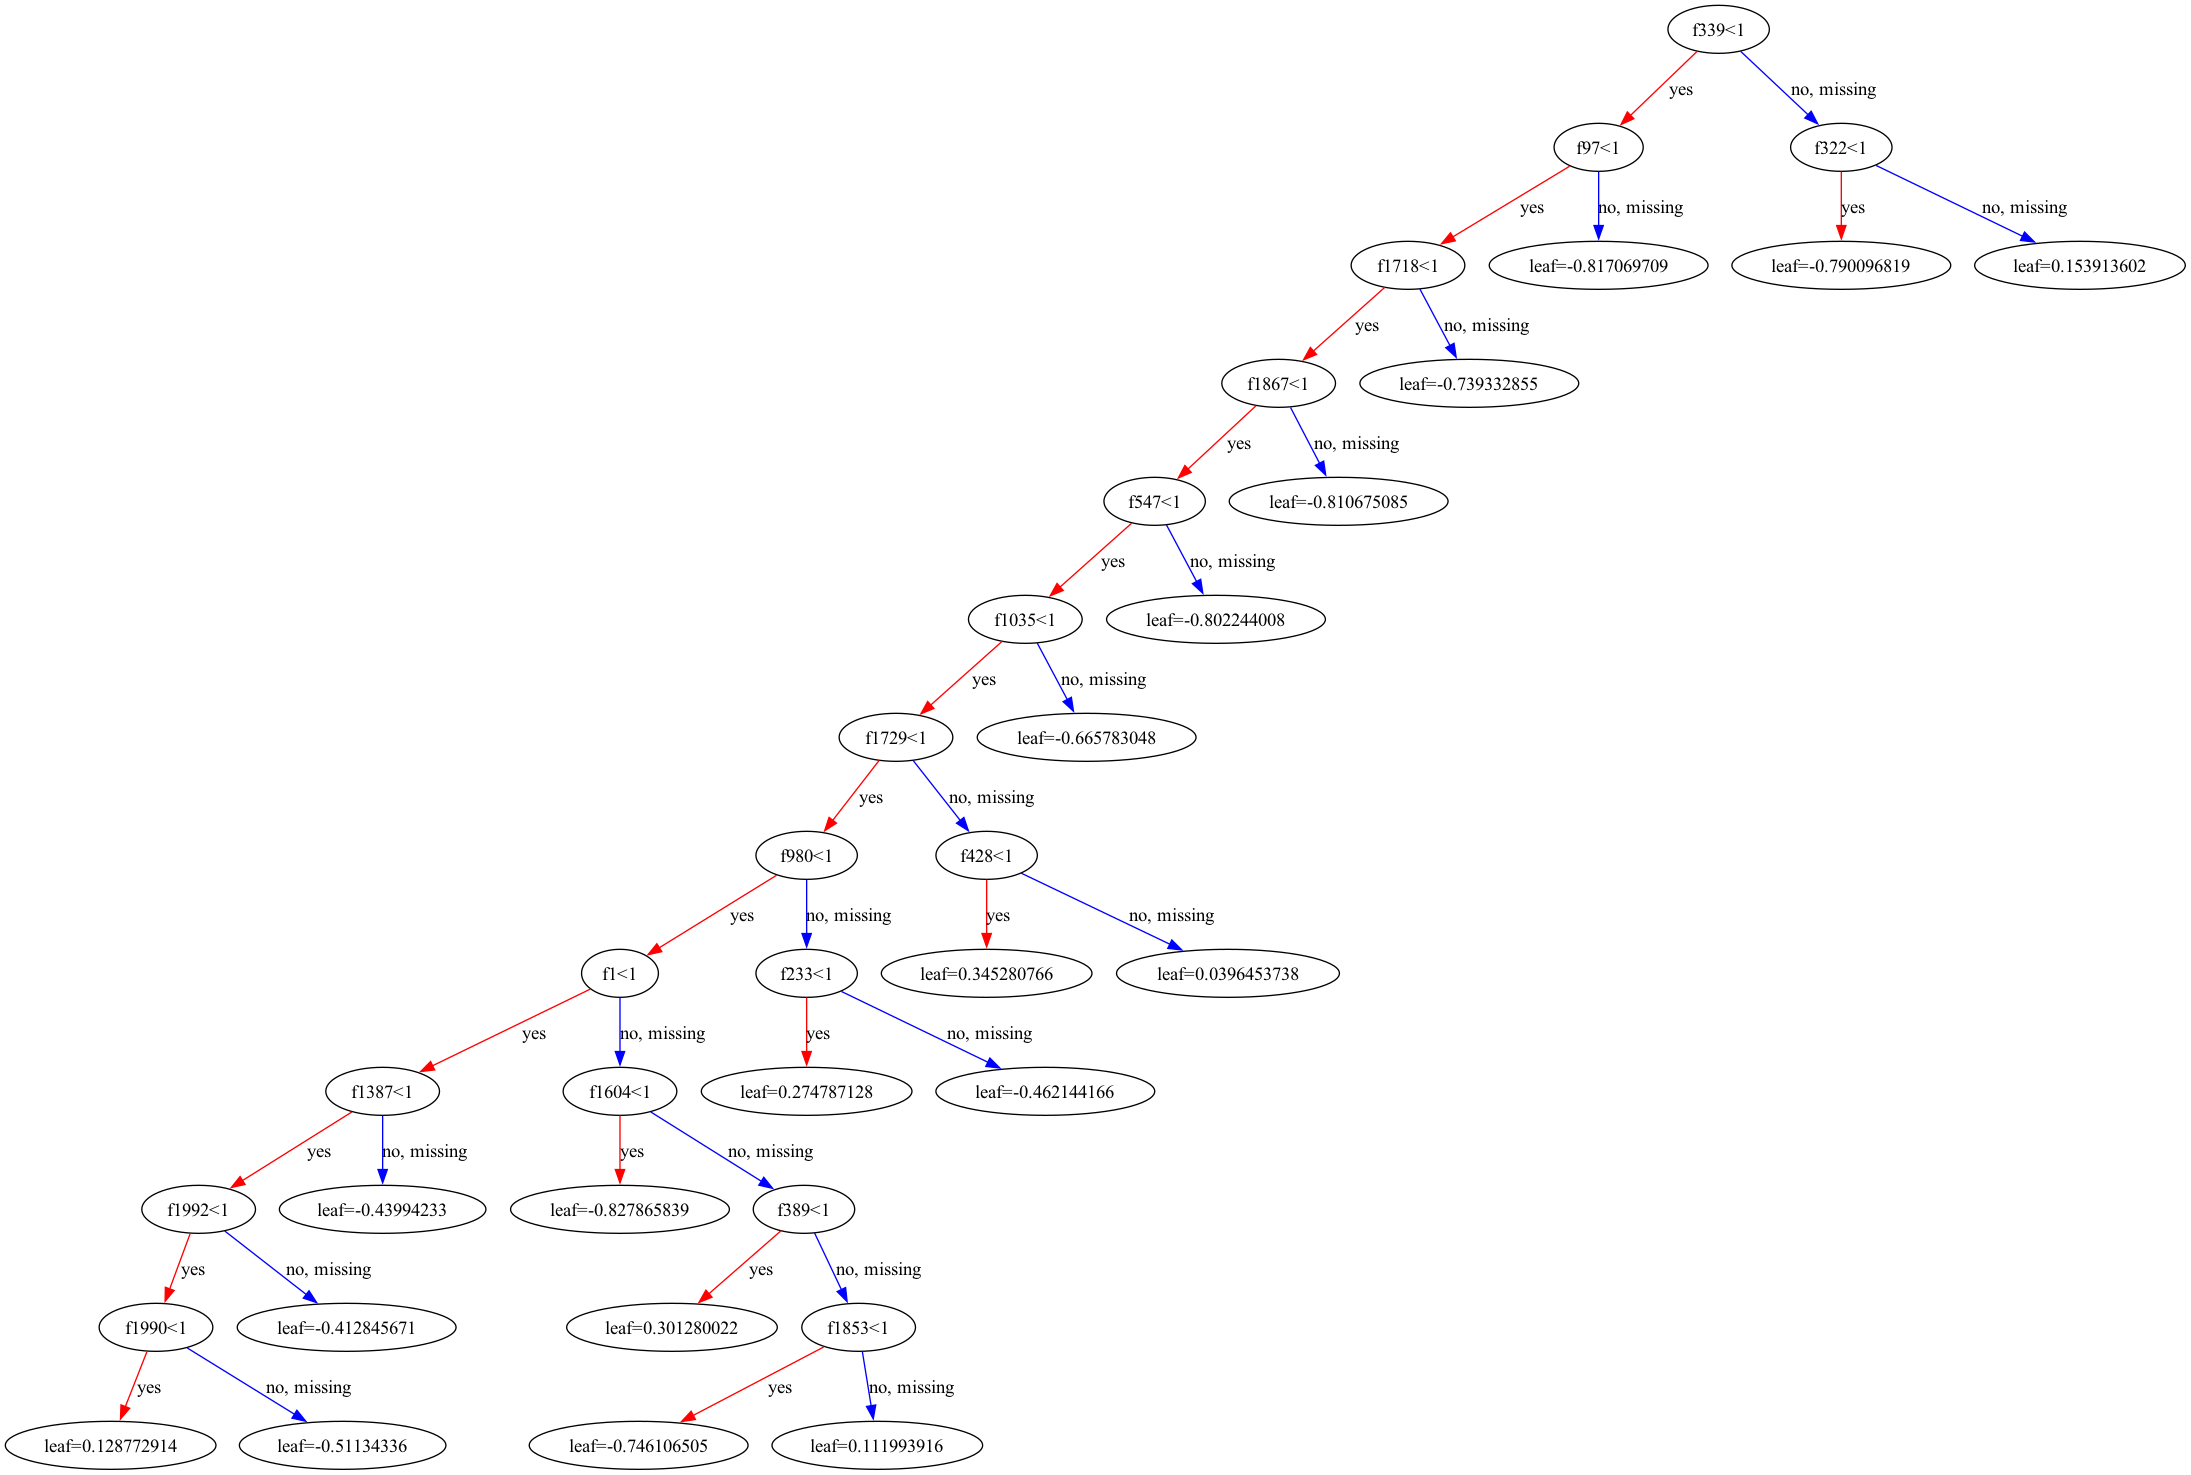 f339<1
yes
no, missing
f97<1
f322<1
yes
no, missing
yes
no, missing
f1718<1
leaf=-0.817069709
leaf=-0.790096819
leaf=0.153913602
yes
no, missing
f1867<1
leaf=-0.739332855
yes
no, missing
f547<1
leaf=-0.810675085
yes
no, missing
f1035<1
leaf=-0.802244008
yes
no, missing
f1729<1
leaf=-0.665783048
yes
no, missing
f980<1
f428<1
yes
no, missing
yes
no, missing
f1<1
f233<1
leaf=0.345280766
leaf=0.0396453738
yes
no, missing
yes
no, missing
f1387<1
f1604<1
leaf=0.274787128
leaf=-0.462144166
yes
no, missing
yes
no, missing
f1992<1
leaf=-0.43994233
leaf=-0.827865839
f389<1
yes
no, missing
yes
no, missing
f1990<1
leaf=-0.412845671
leaf=0.301280022
f1853<1
yes
no, missing
yes
no, missing
leaf=0.128772914
leaf=-0.51134336
leaf=-0.746106505
leaf=0.111993916